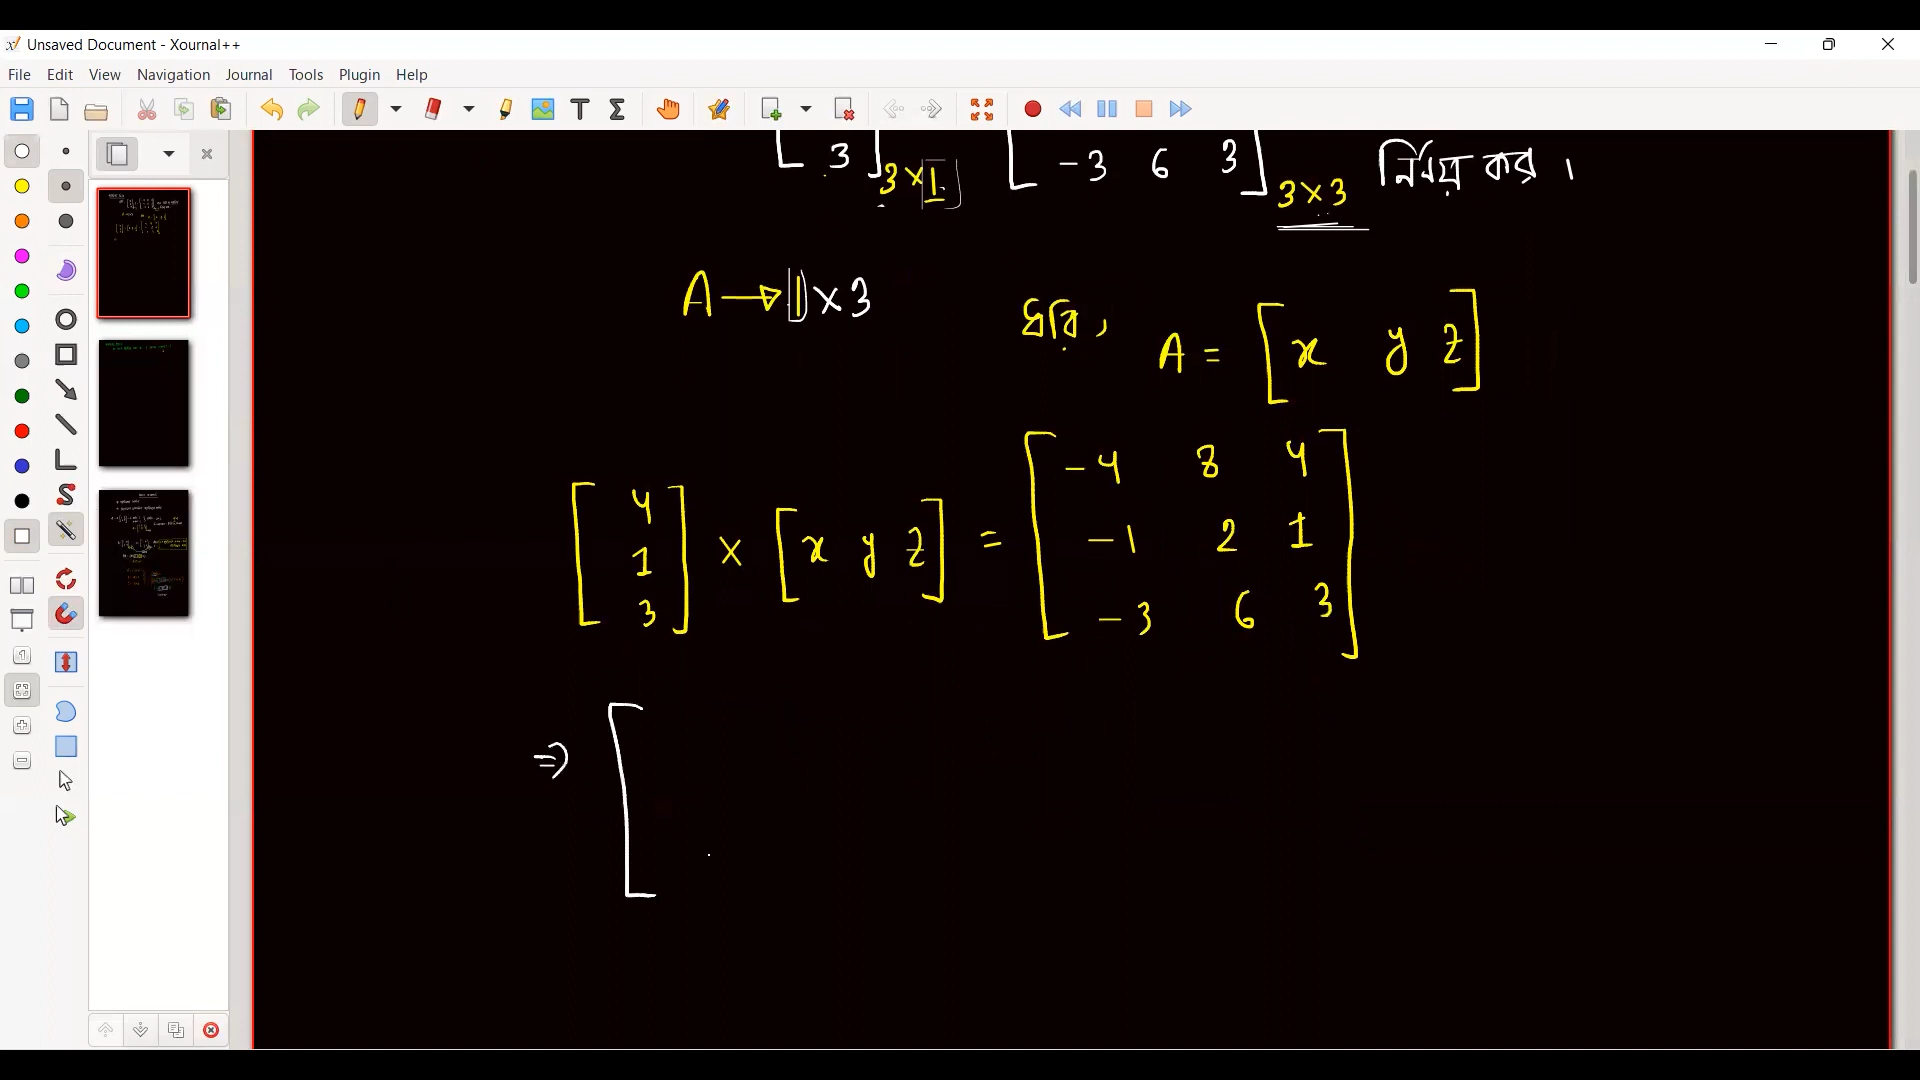 Unsaved Document - Xournal++
File Edit View Navigation Journal Tools Plugin Help
3 3×1 -3 6 3 3×3 নির্ণয় কর ।
A → 1×3
ধরি, A = [x y z]
[4 1 3] × [x y z] = [-4 8 4
-1 2 1
-3 6 3]
⇒ [